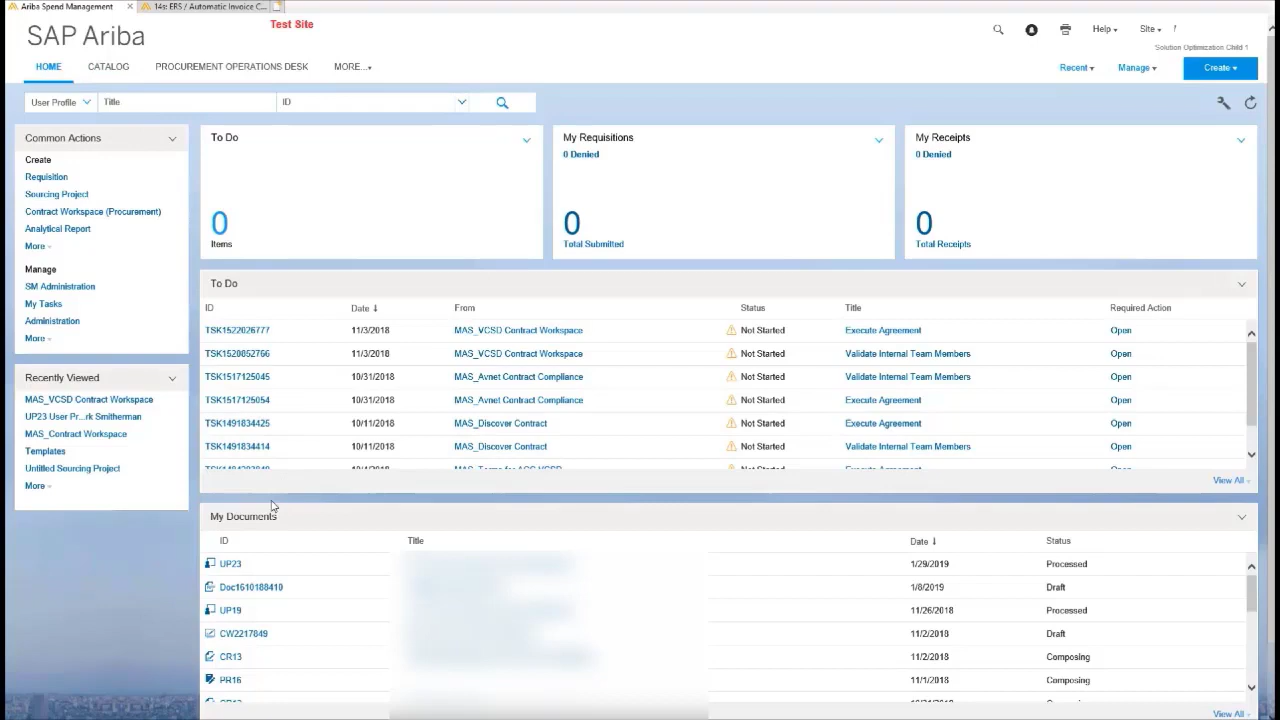 Ariba Spend Management
14s: ERS / Automatic Invoice C...
Test Site
SAP Ariba
Help
Site
Solution Optimization Child 1
HOME
CATALOG
PROCUREMENT OPERATIONS DESK
MORE...
Recent
Manage
Create
User Profile
Title
ID
Common Actions
Create
Requisition
Sourcing Project
Contract Workspace (Procurement)
Analytical Report
More
Manage
SM Administration
My Tasks
Administration
More
Recently Viewed
MAS_VCSD Contract Workspace
UP23 User Pr...rk Smitherman
MAS_Contract Workspace
Templates
Untitled Sourcing Project
More
To Do
0
Items
My Requisitions
0 Denied
0
Total Submitted
My Receipts
0 Denied
0
Total Receipts
To Do
ID Date ↓ From Status Title Required Action
TSK1522026777 11/3/2018 MAS_VCSD Contract Workspace Not Started Execute Agreement Open
TSK1520852766 11/3/2018 MAS_VCSD Contract Workspace Not Started Validate Internal Team Members Open
TSK1517125045 10/31/2018 MAS_Avnet Contract Compliance Not Started Validate Internal Team Members Open
TSK1517125054 10/31/2018 MAS_Avnet Contract Compliance Not Started Execute Agreement Open
TSK1491834425 10/11/2018 MAS_Discover Contract Not Started Execute Agreement Open
TSK1491834414 10/11/2018 MAS_Discover Contract Not Started Validate Internal Team Members Open
View All
My Documents
ID Title Date ↓ Status
UP23 1/29/2019 Processed
Doc1610188410 1/8/2019 Draft
UP19 11/26/2018 Processed
CW2217849 11/2/2018 Draft
CR13 11/2/2018 Composing
PR16 11/1/2018 Composing
View All